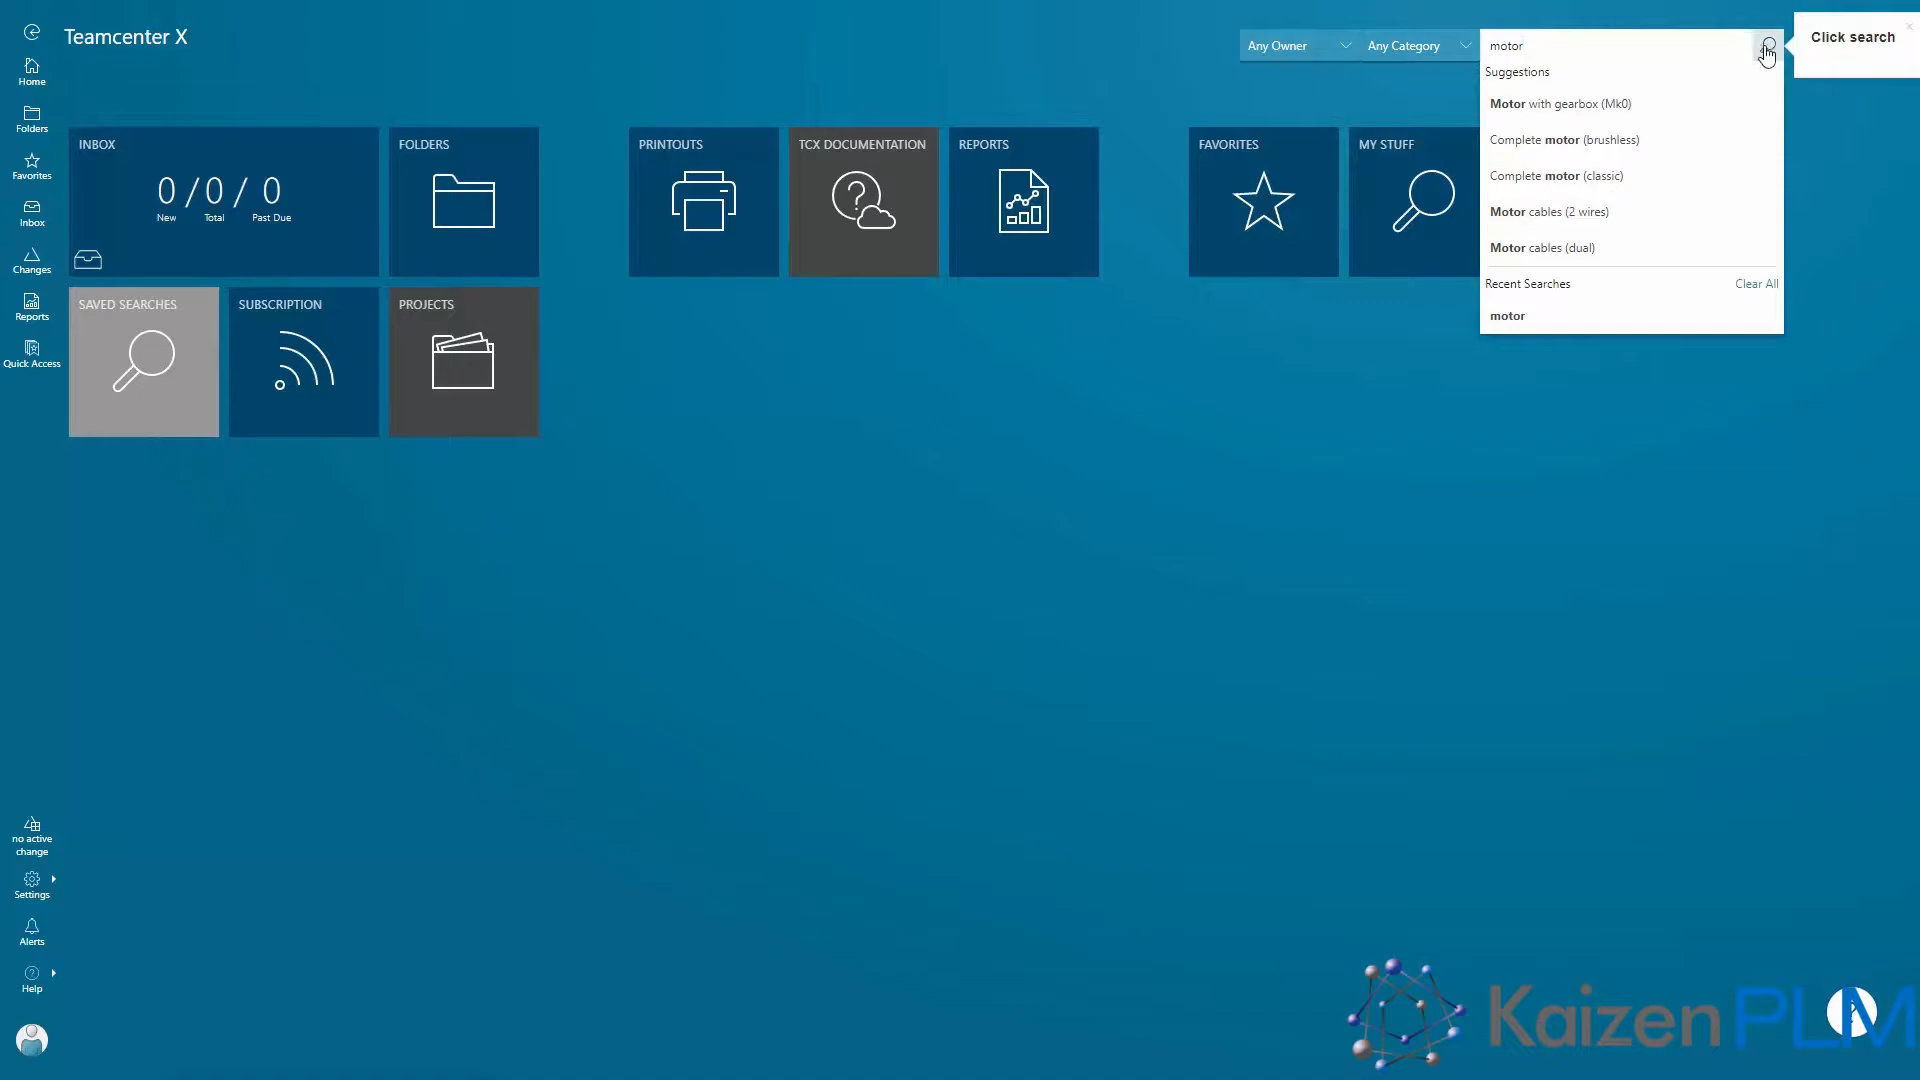 Teamcenter X
Home
Folders
Favorites
Inbox
Changes
Reports
Quick Access
no active
change
Settings
Alerts
Help
INBOX
0 / 0 / 0
New Total Past Due
FOLDERS
SAVED SEARCHES
SUBSCRIPTION
PROJECTS
PRINTOUTS
TCX DOCUMENTATION
REPORTS
FAVORITES
MY STUFF
Any Owner
Any Category
motor
Suggestions
Motor with gearbox (Mk0)
Complete motor (brushless)
Complete motor (classic)
Motor cables (2 wires)
Motor cables (dual)
Recent Searches Clear All
motor
Click search
Kaizen PLM